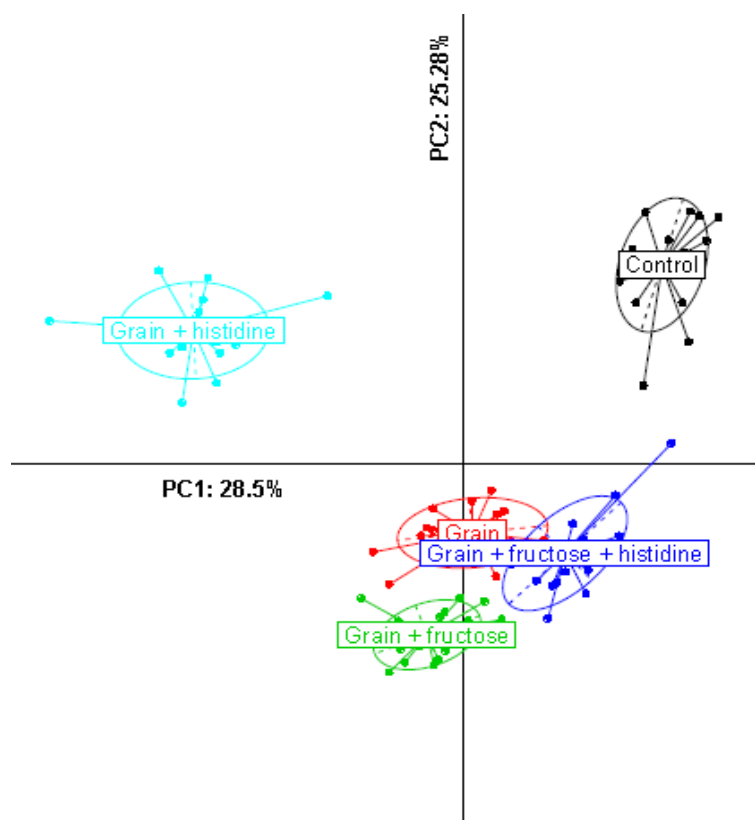 PC2: 25.28%
Control
Grain + histidine
PC1: 28.5%
Grain
Grain + fructose + histidine
Grain + fructose